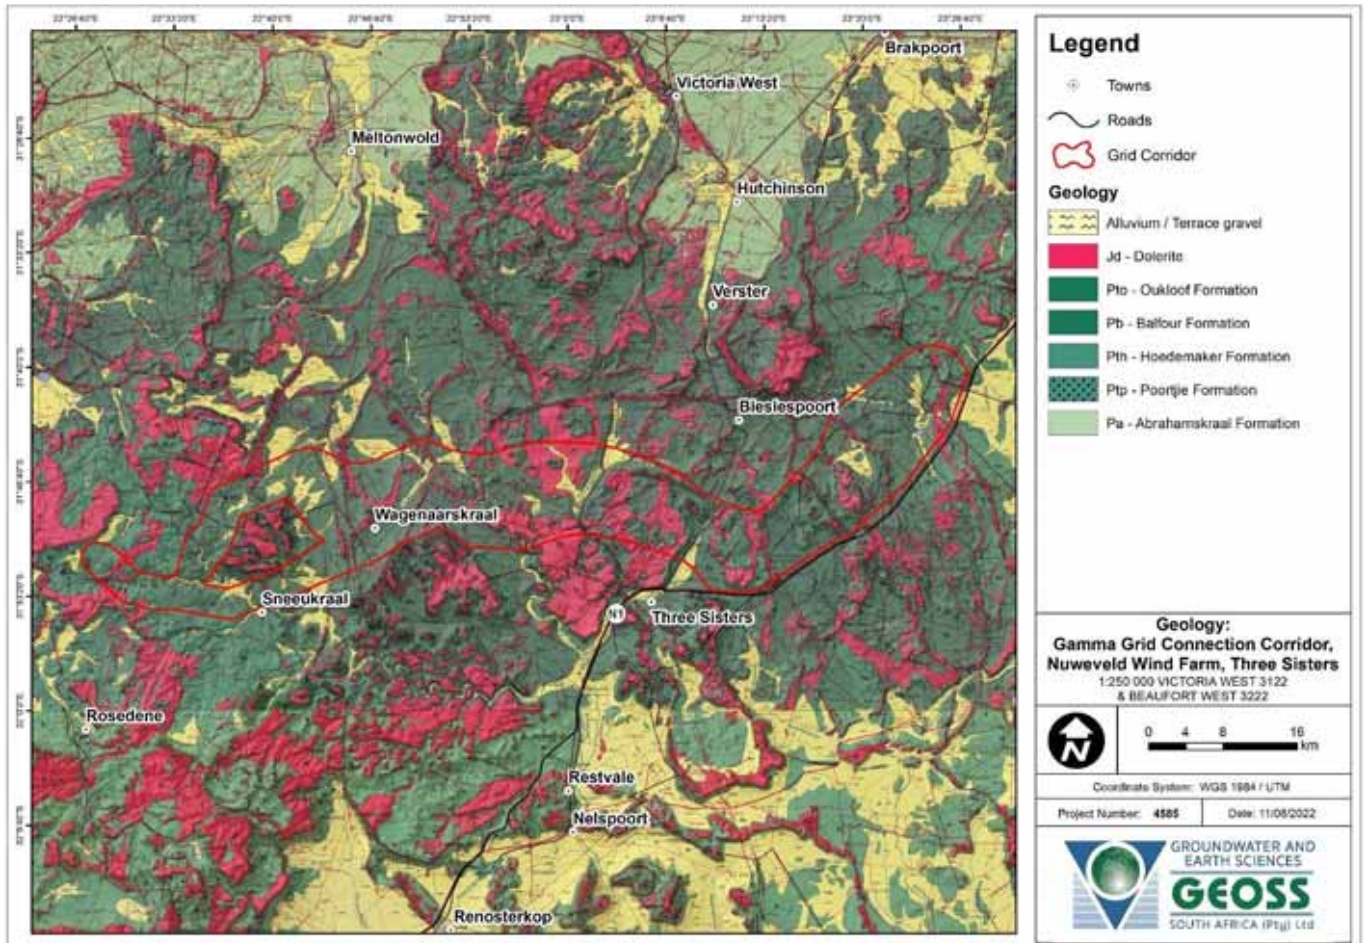 Brakpoort
Victoria West
Meltonwold
Hutchinson
Verster
Biesiespoort
Wagenaarskraal
Sneeukraal
N1
Three Sisters
Rosedene
Restvale
Nelspoort
Renosterkop
Legend
Towns
Roads
Grid Corridor
Geology
Alluvium / Terrace gravel
Jd - Dolerite
Pto - Oukloof Formation
Pb - Balfour Formation
Pth - Hoedemaker Formation
Ptp - Poortjie Formation
Pa - Abrahamskraal Formation
Geology:
Gamma Grid Connection Corridor,
Nuweveld Wind Farm, Three Sisters
1:250 000 VICTORIA WEST 3122
& BEAUFORT WEST 3222
N
0 4 8 16
km
Coordinate System: WGS 1984 / UTM
Project Number: 4585 Date: 11/08/2022
GROUNDWATER AND
EARTH SCIENCES
GEOSS
SOUTH AFRICA (Pty) Ltd